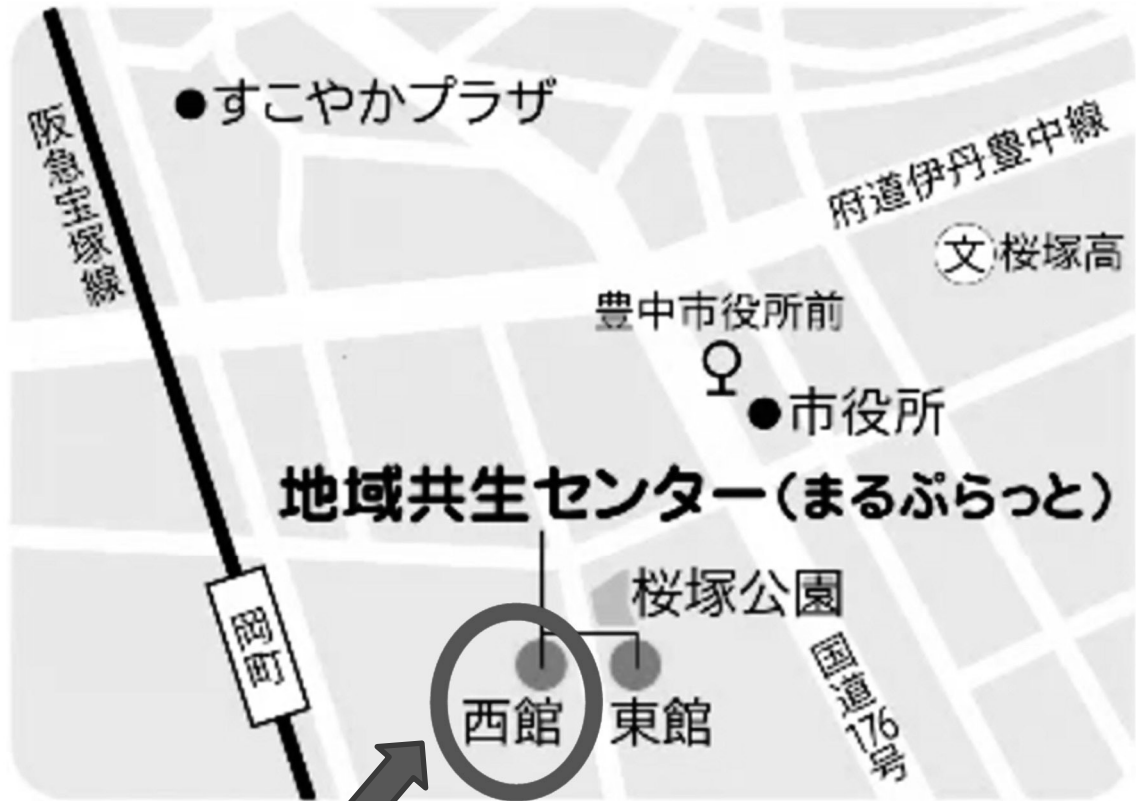 すこやかプラザ
阪急宝塚線
府道伊丹豊中線
文 桜塚高
豊中市役所前
市役所
地域共生センター(まるぷらっと)
桜塚公園
岡町
西館
東館
国道176号